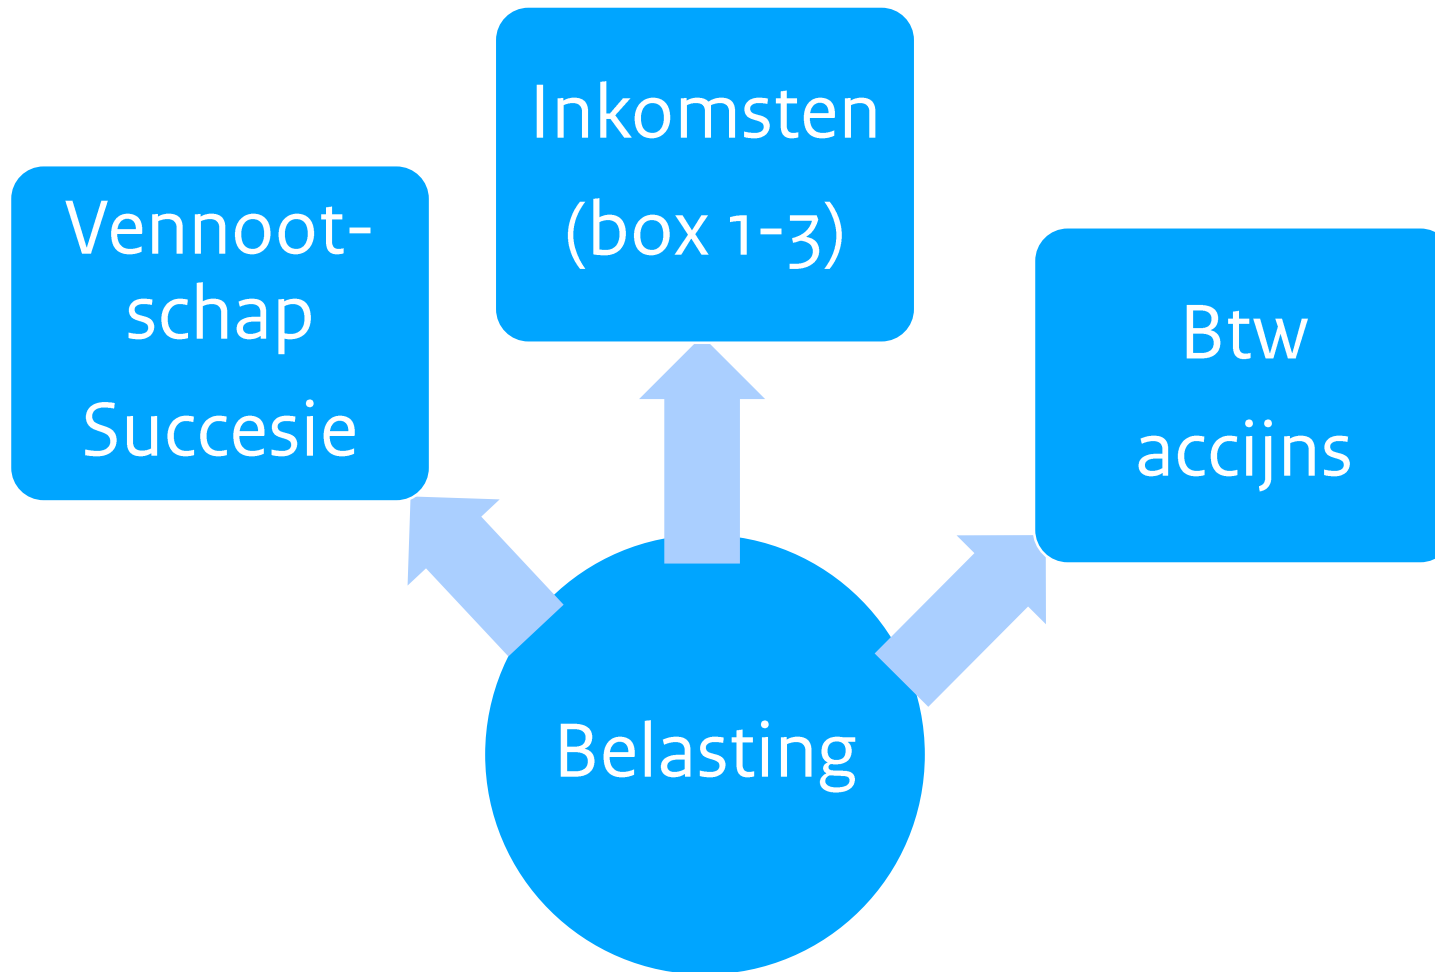 Vennoot-
schap
Succesie
Inkomsten
(box 1-3)
Btw
accijns
Belasting